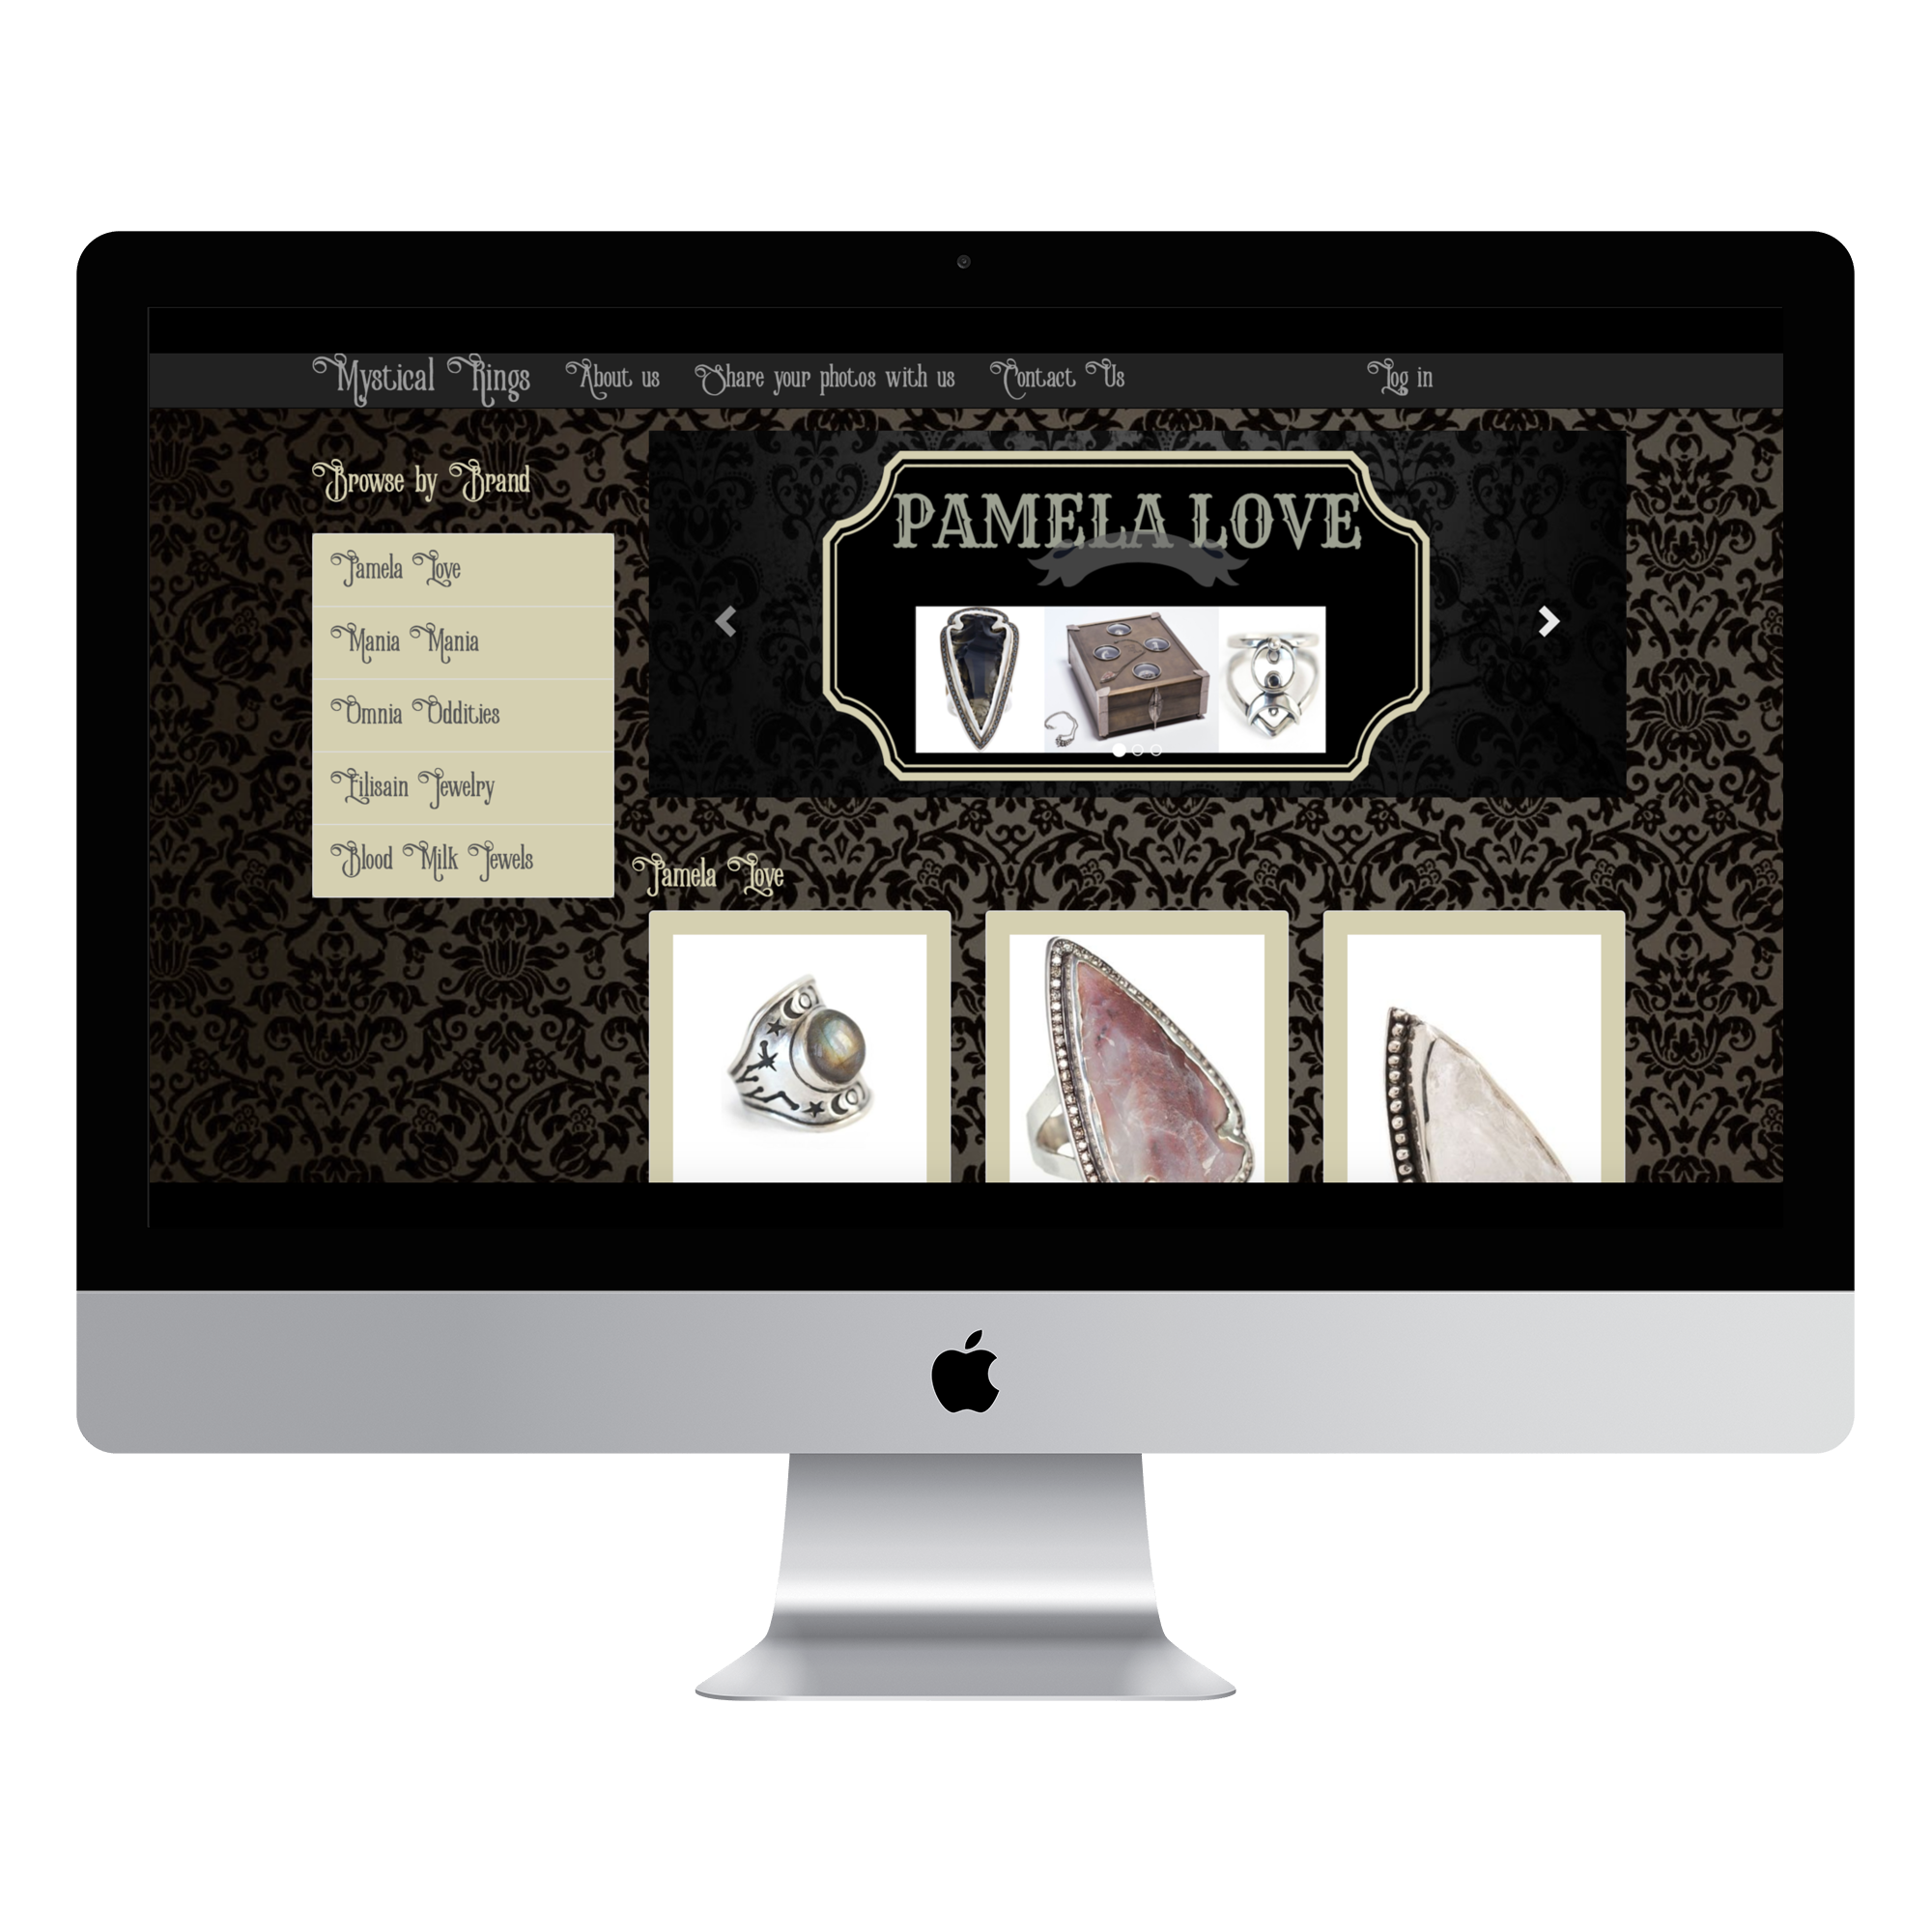 Mystical Rings About us Share your photos with us Contact Us Log in
Browse by Brand
Pamela Love
Mania Mania
Omnia Oddities
Eilisain Jewelry
Blood Milk Jewels
PAMELA LOVE
Pamela Love